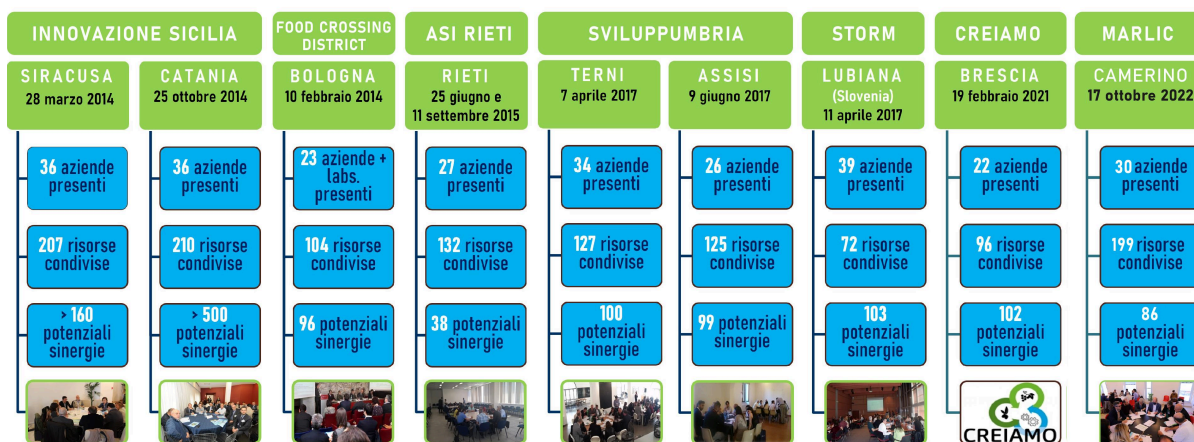 INNOVAZIONE SICILIA
FOOD CROSSING
DISTRICT
ASI RIETI
SVILUPPUMBRIA
STORM
CREIAMO
MARLIC
SIRACUSA
28 marzo 2014
CATANIA
25 ottobre 2014
BOLOGNA
10 febbraio 2014
RIETI
25 giugno e
11 settembre 2015
TERNI
7 aprile 2017
ASSISI
9 giugno 2017
LUBIANA
(Slovenia)
11 aprile 2017
BRESCIA
19 febbraio 2021
CAMERINO
17 ottobre 2022
36 aziende
presenti
36 aziende
presenti
23 aziende +
labs.
presenti
27 aziende
presenti
34 aziende
presenti
26 aziende
presenti
39 aziende
presenti
22 aziende
presenti
30 aziende
presenti
207 risorse
condivise
210 risorse
condivise
104 risorse
condivise
132 risorse
condivise
127 risorse
condivise
125 risorse
condivise
72 risorse
condivise
96 risorse
condivise
199 risorse
condivise
> 160
potenziali
sinergie
> 500
potenziali
sinergie
96 potenziali
sinergie
38 potenziali
sinergie
100
potenziali
sinergie
99 potenziali
sinergie
103
potenziali
sinergie
102
potenziali
sinergie
86
potenziali
sinergie
CREIAMO